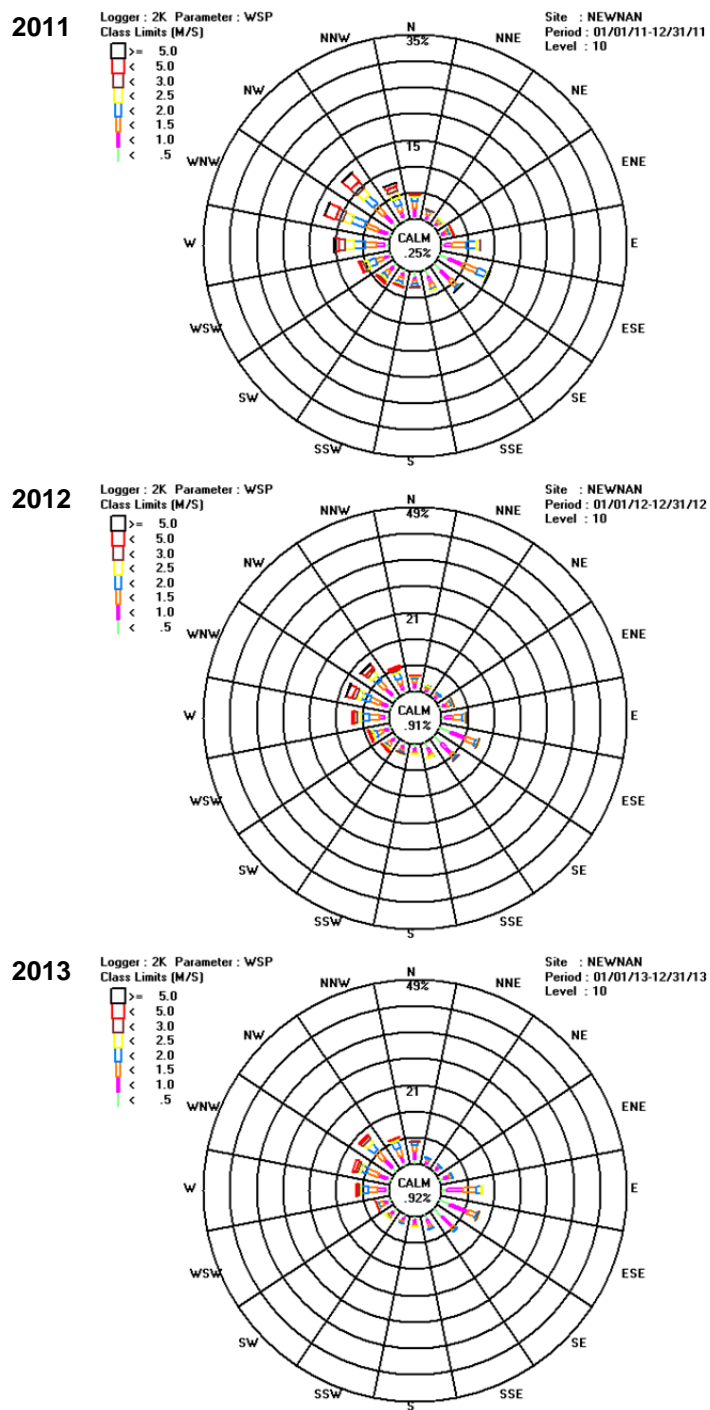 2011
Logger : 2K Parameter : WSP
Class Limits (M/S)
>= 5.0
< 5.0
< 3.0
< 2.5
< 2.0
< 1.5
< 1.0
< .5
Site : NEWNAN
Period : 01/01/11-12/31/11
Level : 10
N
35%
NNW
NNE
NW
NE
15
WNW
ENE
W
CALM
.25%
E
WSW
ESE
SW
SE
SSW
SSE
S
2012
Logger : 2K Parameter : WSP
Class Limits (M/S)
>= 5.0
< 5.0
< 3.0
< 2.5
< 2.0
< 1.5
< 1.0
< .5
Site : NEWNAN
Period : 01/01/12-12/31/12
Level : 10
N
49%
NNW
NNE
NW
NE
21
WNW
ENE
W
CALM
.91%
E
WSW
ESE
SW
SE
SSW
SSE
S
2013
Logger : 2K Parameter : WSP
Class Limits (M/S)
>= 5.0
< 5.0
< 3.0
< 2.5
< 2.0
< 1.5
< 1.0
< .5
Site : NEWNAN
Period : 01/01/13-12/31/13
Level : 10
N
49%
NNW
NNE
NW
NE
21
WNW
ENE
W
CALM
.92%
E
WSW
ESE
SW
SE
SSW
SSE
S